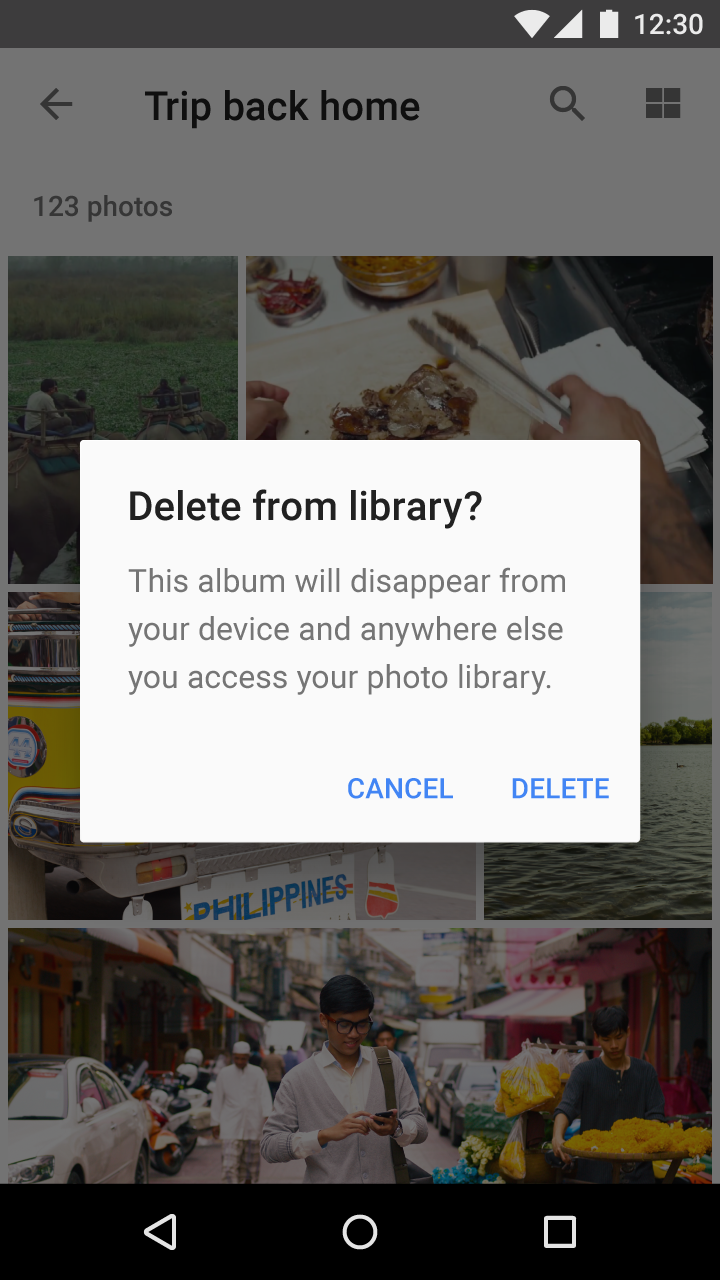 12:30
Trip back home
123 photos
Delete from library?
This album will disappear from
your device and anywhere else
you access your photo library.
CANCEL DELETE
PHILIPPINES